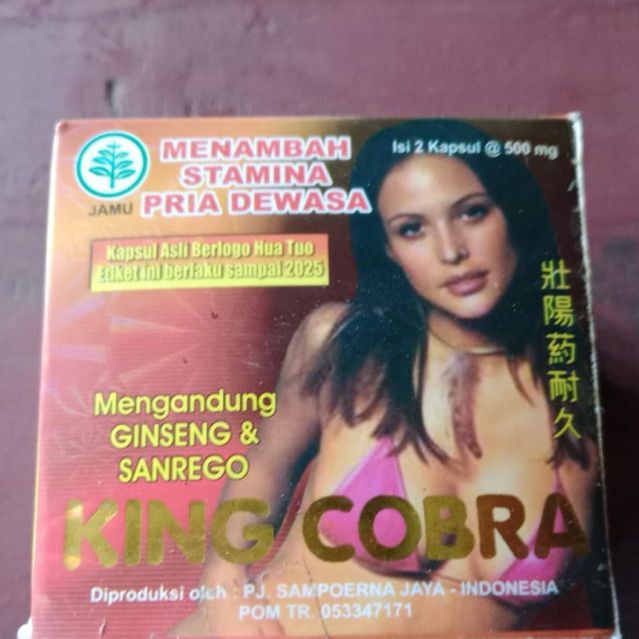 MENAMBAH
STAMINA
PRIA DEWASA
JAMU
Isi 2 Kapsul @ 500 mg
Kapsul Asli Berlogo Hua Tuo
Etiket ini berlaku sampai 2025
壯陽葯耐久
Mengandung
GINSENG &
SANREGO
KING COBRA
Diproduksi oleh : PJ. SAMPOERNA JAYA - INDONESIA
POM TR. 053347171